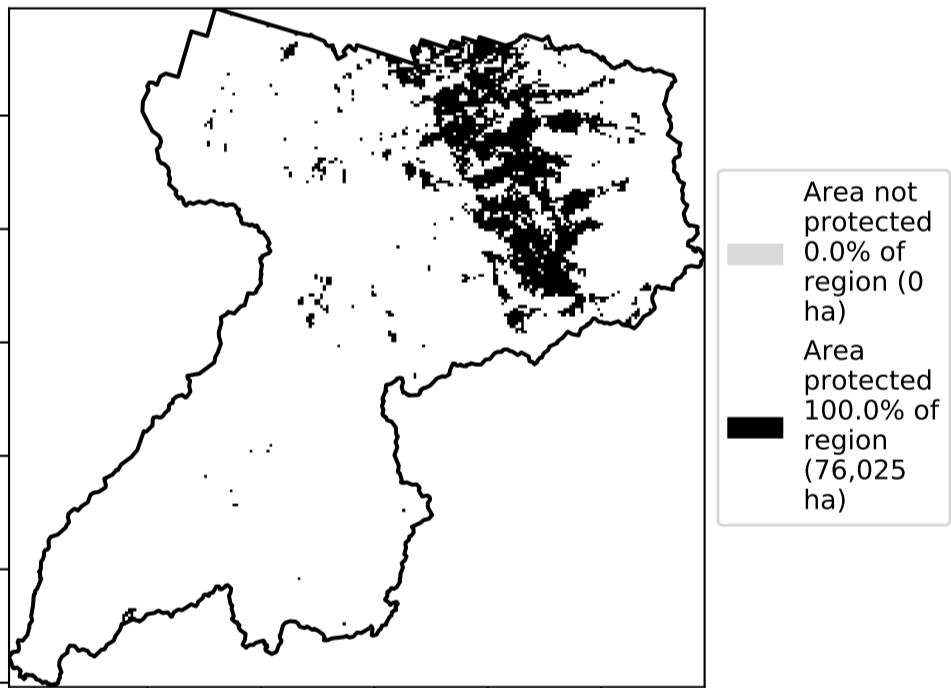 Area not
protected
0.0% of
region (0
ha)
Area
protected
100.0% of
region
(76,025
ha)